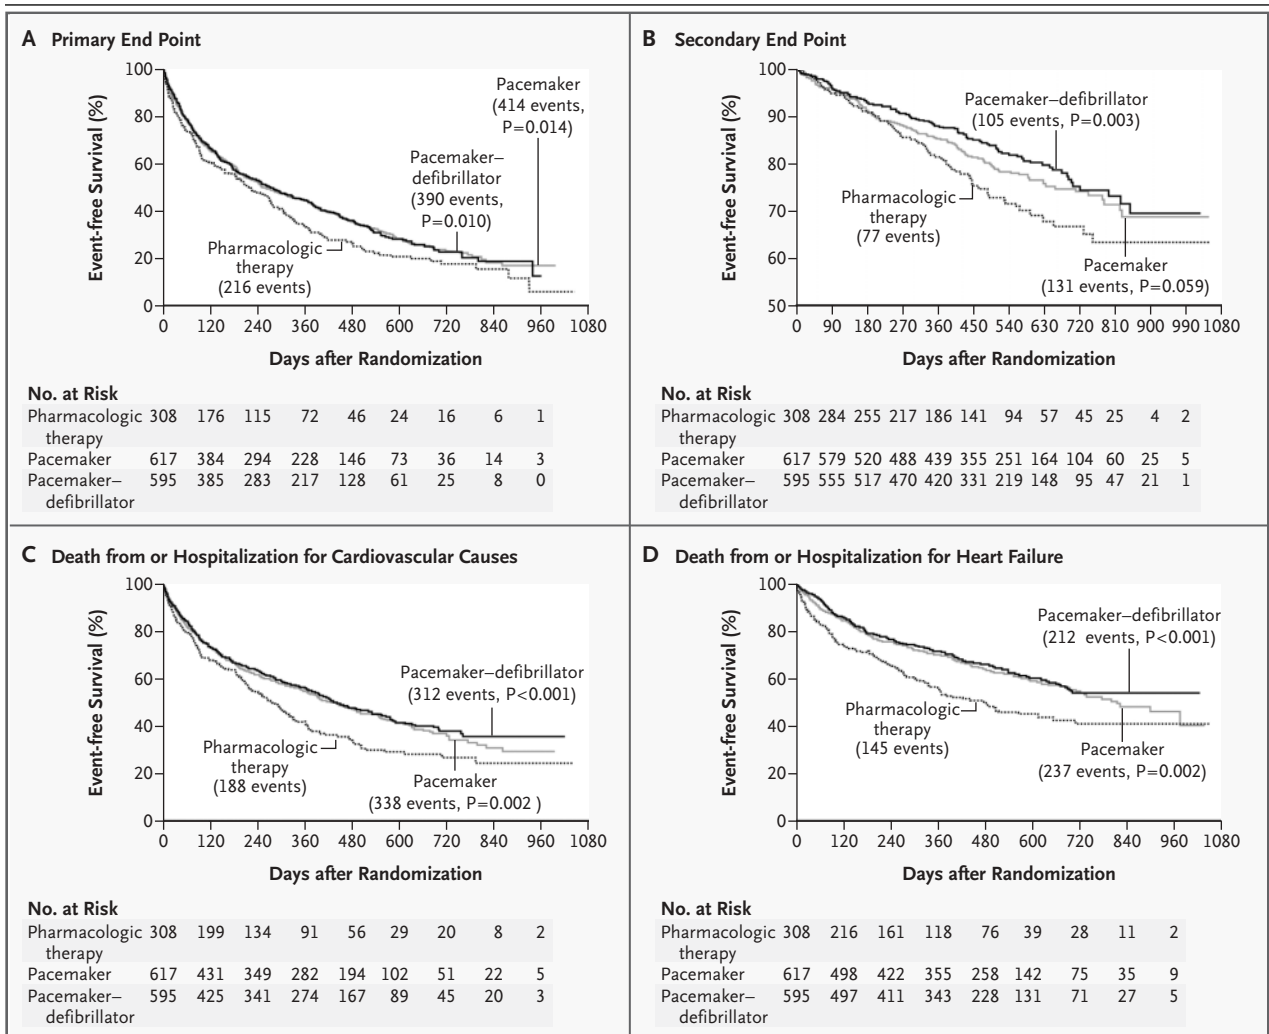 A Primary End Point
100
80
60
40
20
0
Event-free Survival (%)
Pacemaker
(414 events,
P=0.014)
Pacemaker–
defibrillator
(390 events,
P=0.010)
Pharmacologic
therapy
(216 events)
0 120 240 360 480 600 720 840 960 1080
Days after Randomization
No. at Risk
Pharmacologic 308 176 115 72 46 24 16 6 1
therapy
Pacemaker 617 384 294 228 146 73 36 14 3
Pacemaker– 595 385 283 217 128 61 25 8 0
defibrillator
B Secondary End Point
100
90
80
70
60
50
Event-free Survival (%)
Pacemaker–defibrillator
(105 events, P=0.003)
Pharmacologic
therapy
(77 events)
Pacemaker
(131 events, P=0.059)
0 90 180 270 360 450 540 630 720 810 900 990 1080
Days after Randomization
No. at Risk
Pharmacologic 308 284 255 217 186 141 94 57 45 25 4 2
therapy
Pacemaker 617 579 520 488 439 355 251 164 104 60 25 5
Pacemaker– 595 555 517 470 420 331 219 148 95 47 21 1
defibrillator
C Death from or Hospitalization for Cardiovascular Causes
100
80
60
40
20
0
Event-free Survival (%)
Pacemaker–defibrillator
(312 events, P<0.001)
Pharmacologic
therapy
(188 events)
Pacemaker
(338 events, P=0.002 )
0 120 240 360 480 600 720 840 960 1080
Days after Randomization
No. at Risk
Pharmacologic 308 199 134 91 56 29 20 8 2
therapy
Pacemaker 617 431 349 282 194 102 51 22 5
Pacemaker– 595 425 341 274 167 89 45 20 3
defibrillator
D Death from or Hospitalization for Heart Failure
100
80
60
40
20
0
Event-free Survival (%)
Pacemaker–defibrillator
(212 events, P<0.001)
Pharmacologic
therapy
(145 events)
Pacemaker
(237 events, P=0.002)
0 120 240 360 480 600 720 840 960 1080
Days after Randomization
No. at Risk
Pharmacologic 308 216 161 118 76 39 28 11 2
therapy
Pacemaker 617 498 422 355 258 142 75 35 9
Pacemaker– 595 497 411 343 228 131 71 27 5
defibrillator